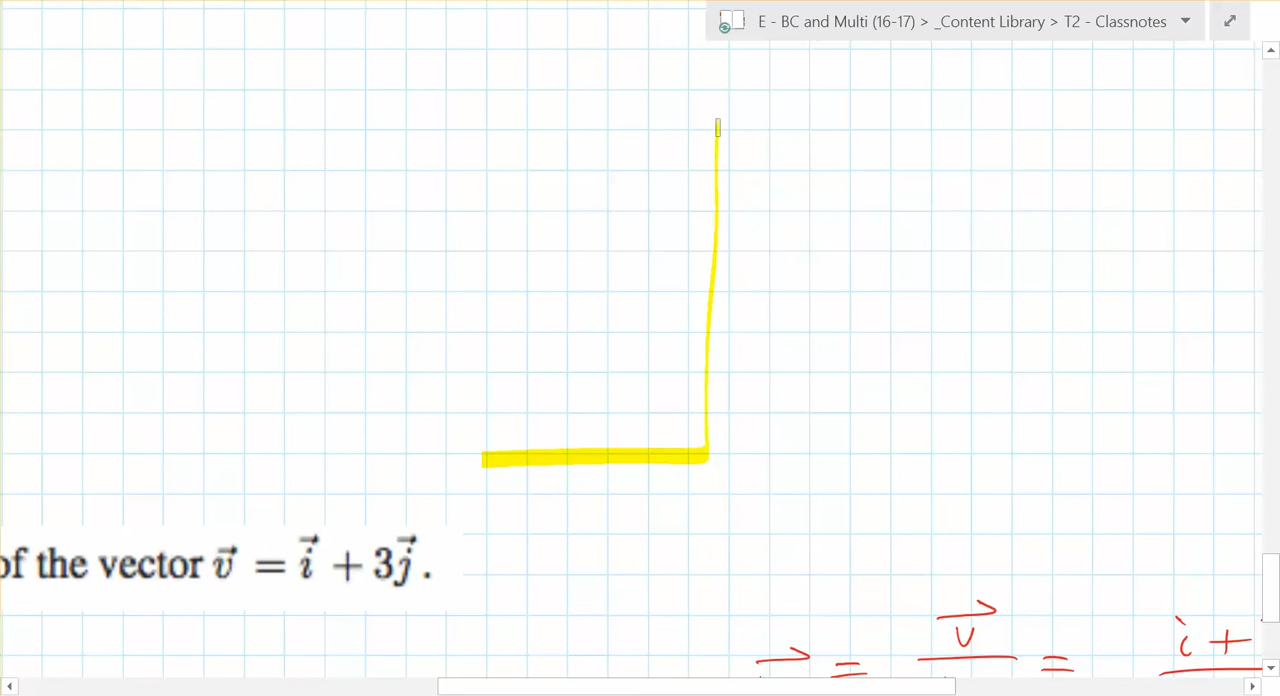 E - BC and Multi (16-17) > _Content Library > T2 - Classnotes
of the vector v⃗ = i⃗ + 3j⃗ .
v⃗
= — = i +